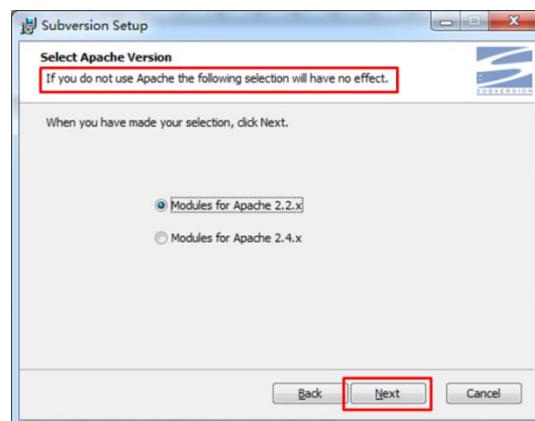 Subversion Setup
Select Apache Version
If you do not use Apache the following selection will have no effect.
SUBVERSION
When you have made your selection, click Next.
Modules for Apache 2.2.x
Modules for Apache 2.4.x
Back
Next
Cancel